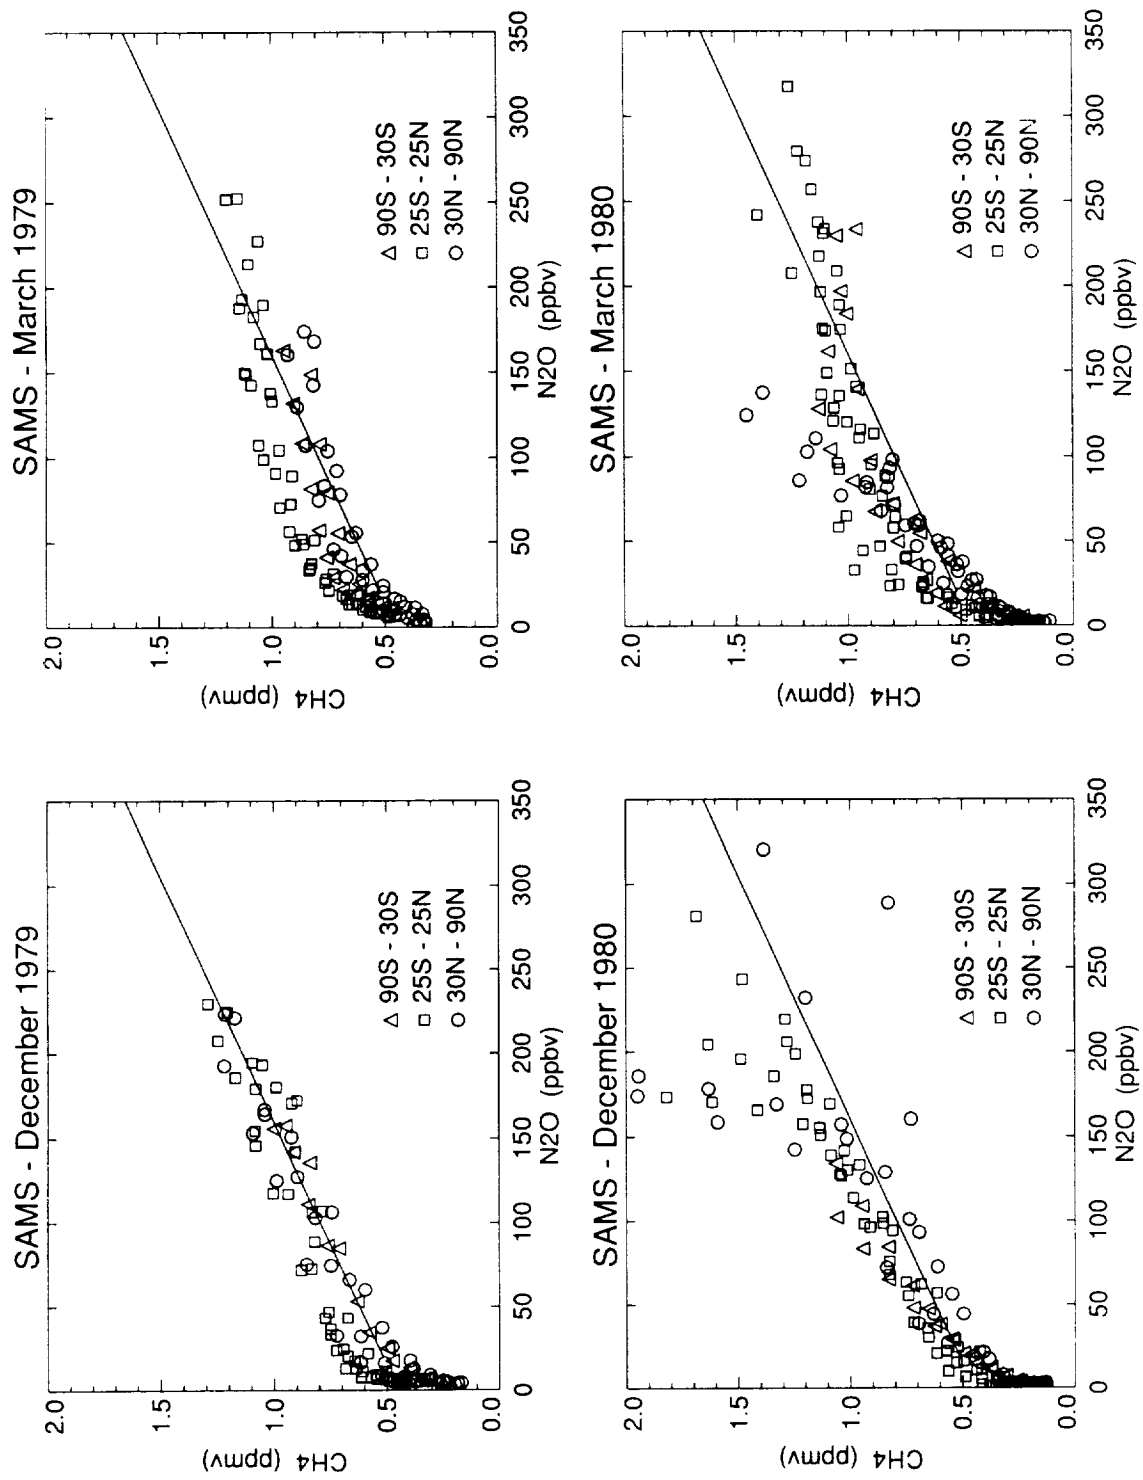 SAMS - December 1979
CH4 (ppmv)
2.0
1.5
1.0
0.5
0.0
△ 90S - 30S
□ 25S - 25N
○ 30N - 90N
0 50 100 150 200 250 300 350
N2O (ppbv)
SAMS - March 1979
CH4 (ppmv)
2.0
1.5
1.0
0.5
0.0
△ 90S - 30S
□ 25S - 25N
○ 30N - 90N
0 50 100 150 200 250 300 350
N2O (ppbv)
SAMS - December 1980
CH4 (ppmv)
2.0
1.5
1.0
0.5
0.0
△ 90S - 30S
□ 25S - 25N
○ 30N - 90N
0 50 100 150 200 250 300 350
N2O (ppbv)
SAMS - March 1980
CH4 (ppmv)
2.0
1.5
1.0
0.5
0.0
△ 90S - 30S
□ 25S - 25N
○ 30N - 90N
0 50 100 150 200 250 300 350
N2O (ppbv)